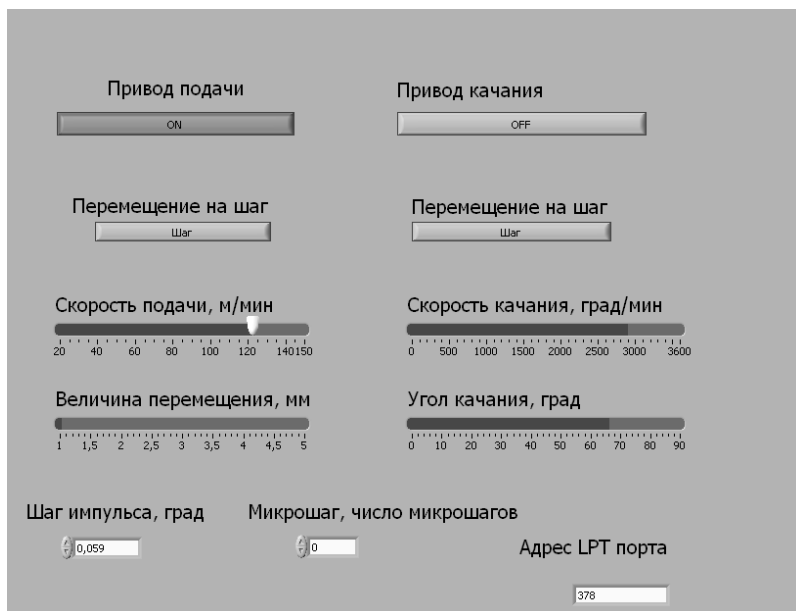 Привод подачи
Привод качания
ON
OFF
Перемещение на шаг
Перемещение на шаг
Шаг
Шаг
Скорость подачи, м/мин
Скорость качания, град/мин
20 40 60 80 100 120 140 150
0 500 1000 1500 2000 2500 3000 3600
Величина перемещения, мм
Угол качания, град
1 1,5 2 2,5 3 3,5 4 4,5 5
0 10 20 30 40 50 60 70 80 90
Шаг импульса, град
Микрошаг, число микрошагов
0,059
0
Адрес LPT порта
378